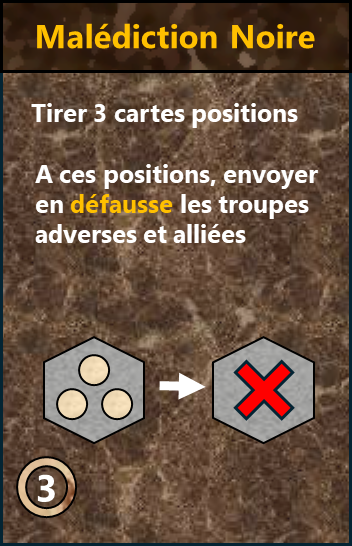 Malédiction Noire
Tirer 3 cartes positions
A ces positions, envoyer
en défausse les troupes
adverses et alliées
3